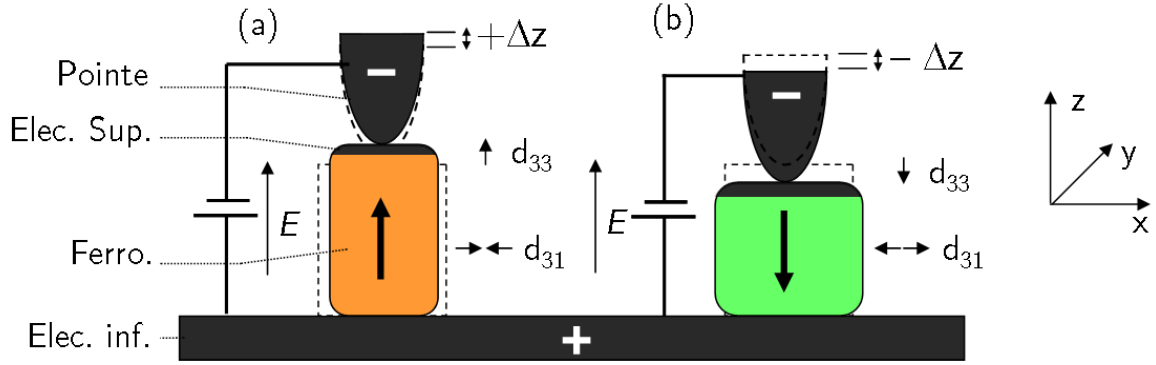 (a)
+Δz
(b)
− Δz
Pointe
−
−
Elec. Sup.
d33
d33
z
y
x
E
E
Ferro.
d31
d31
Elec. inf.
+